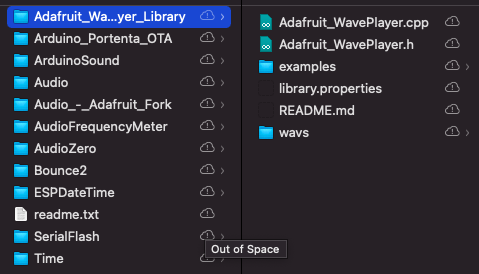 Adafruit_Wa...yer_Library
Arduino_Portenta_OTA
ArduinoSound
Audio
Audio_-_Adafruit_Fork
AudioFrequencyMeter
AudioZero
Bounce2
ESPDateTime
readme.txt
SerialFlash
Time
Out of Space
Adafruit_WavePlayer.cpp
Adafruit_WavePlayer.h
examples
library.properties
README.md
wavs